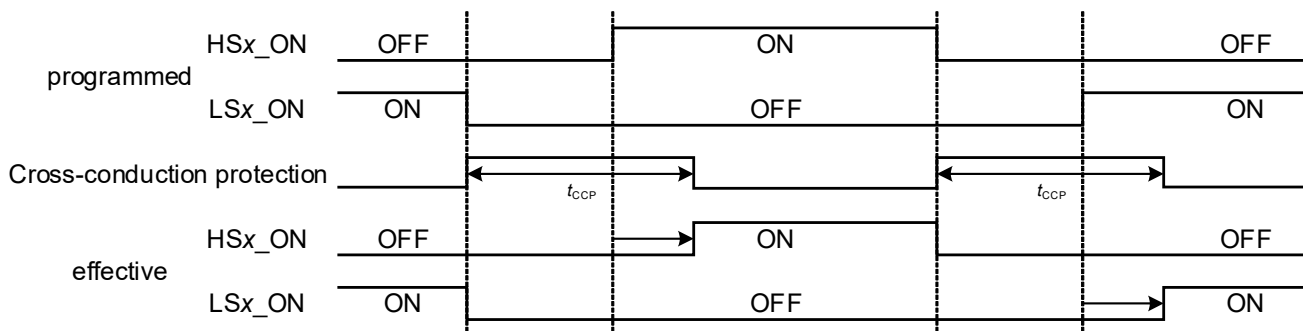 HSx_ON OFF ON OFF
programmed
LSx_ON ON OFF ON
Cross-conduction protection
tCCP tCCP
HSx_ON OFF ON OFF
effective
LSx_ON ON OFF ON